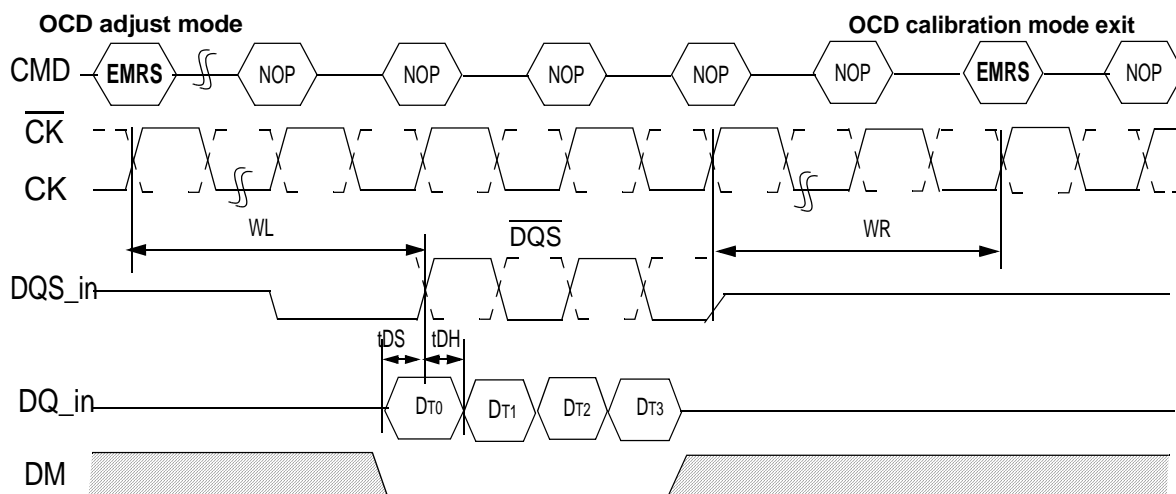 OCD adjust mode OCD calibration mode exit
CMD EMRS NOP NOP NOP NOP NOP EMRS NOP
CK
CK
WL DQS WR
DQS_in
tDS tDH
DQ_in DT0 DT1 DT2 DT3
DM